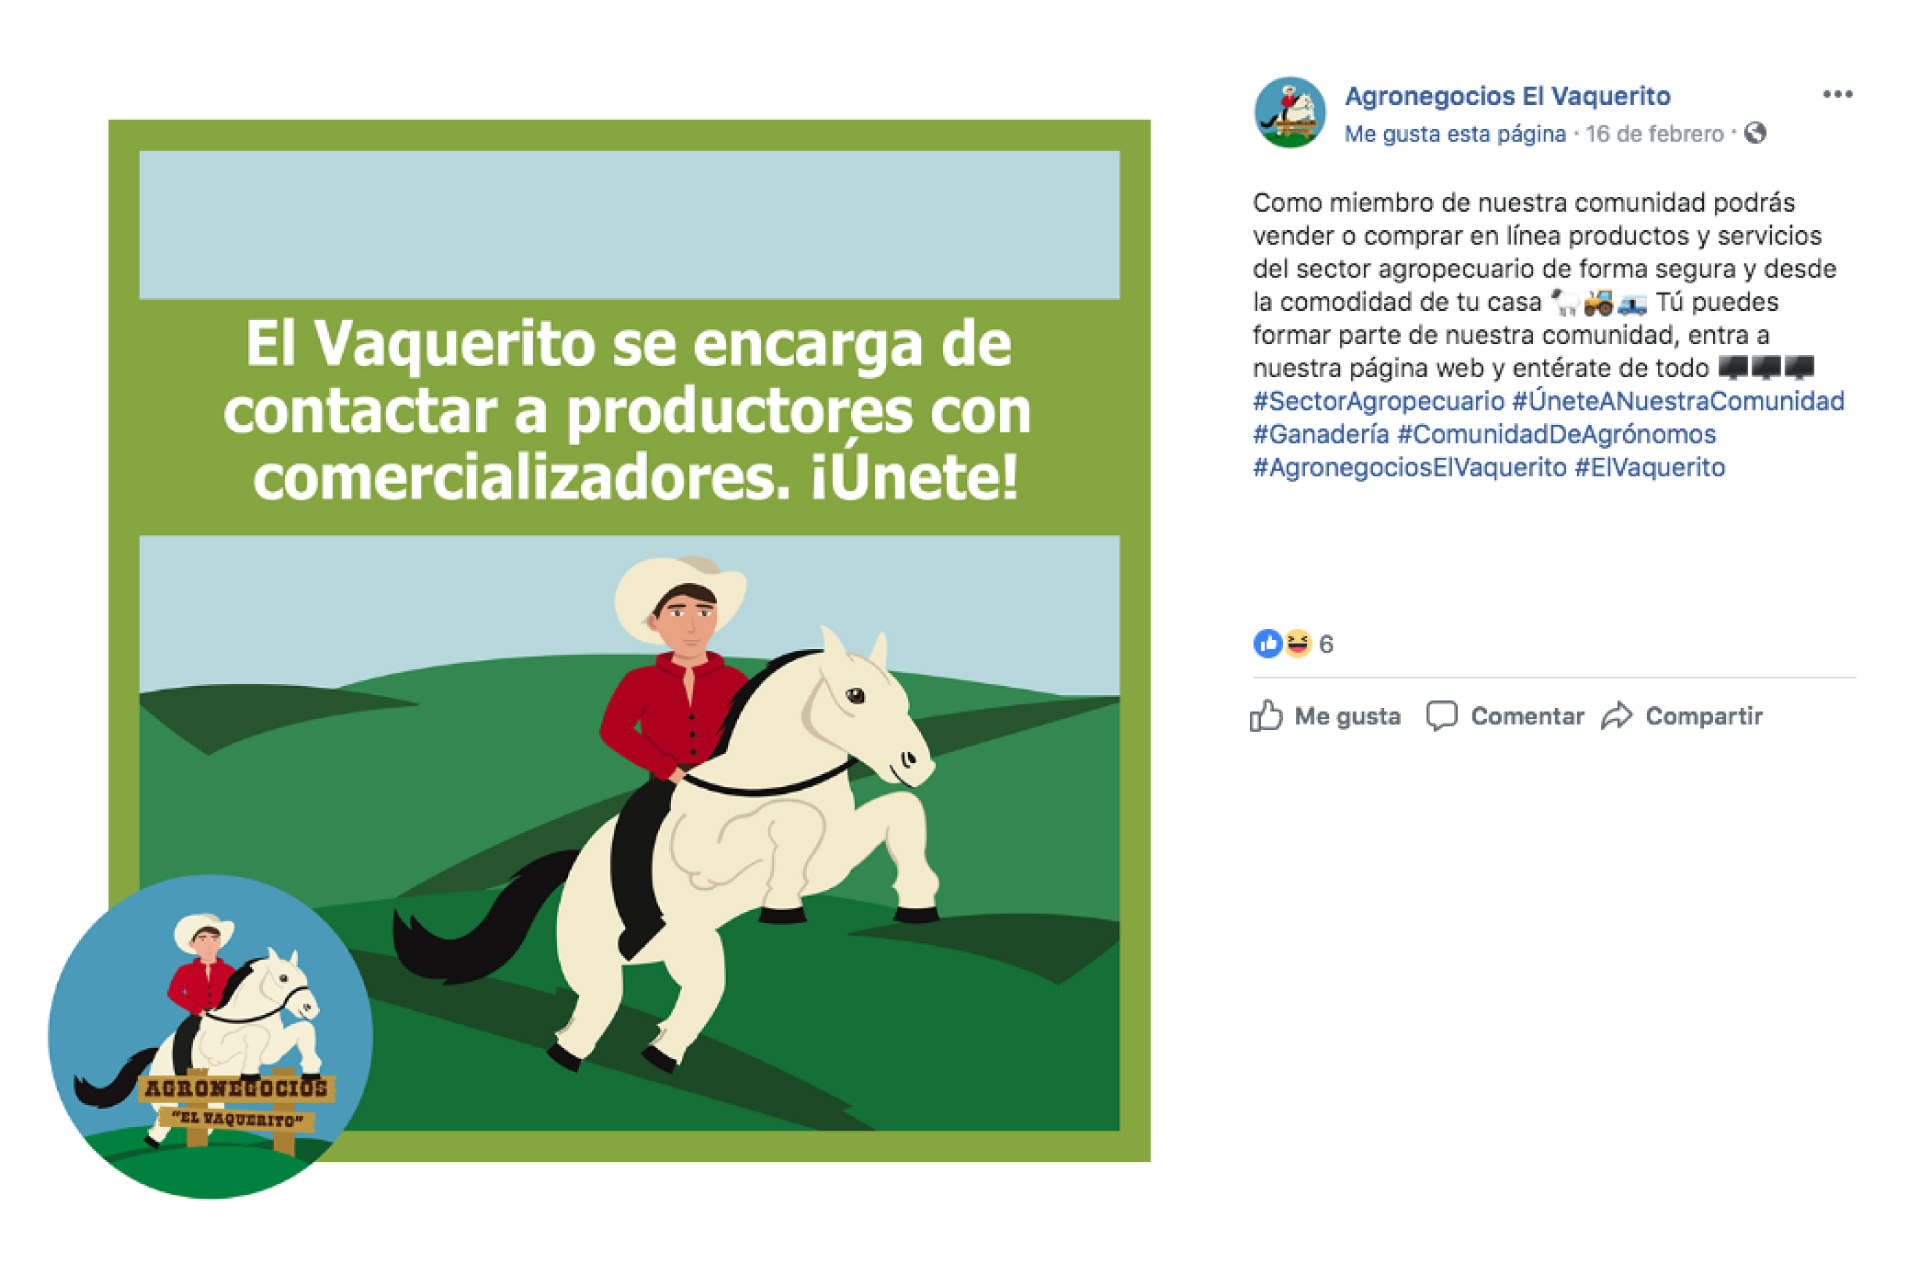 El Vaquerito se encarga de
contactar a productores con
comercializadores. ¡Únete!
AGRONEGOCIOS
"EL VAQUERITO"
Agronegocios El Vaquerito
Me gusta esta página · 16 de febrero ·
Como miembro de nuestra comunidad podrás
vender o comprar en línea productos y servicios
del sector agropecuario de forma segura y desde
la comodidad de tu casa 🐑🚜🚙 Tú puedes
formar parte de nuestra comunidad, entra a
nuestra página web y entérate de todo 🖥️🖥️🖥️
#SectorAgropecuario #ÚneteANuestraComunidad
#Ganadería #ComunidadDeAgrónomos
#AgronegociosElVaquerito #ElVaquerito
6
Me gusta Comentar Compartir